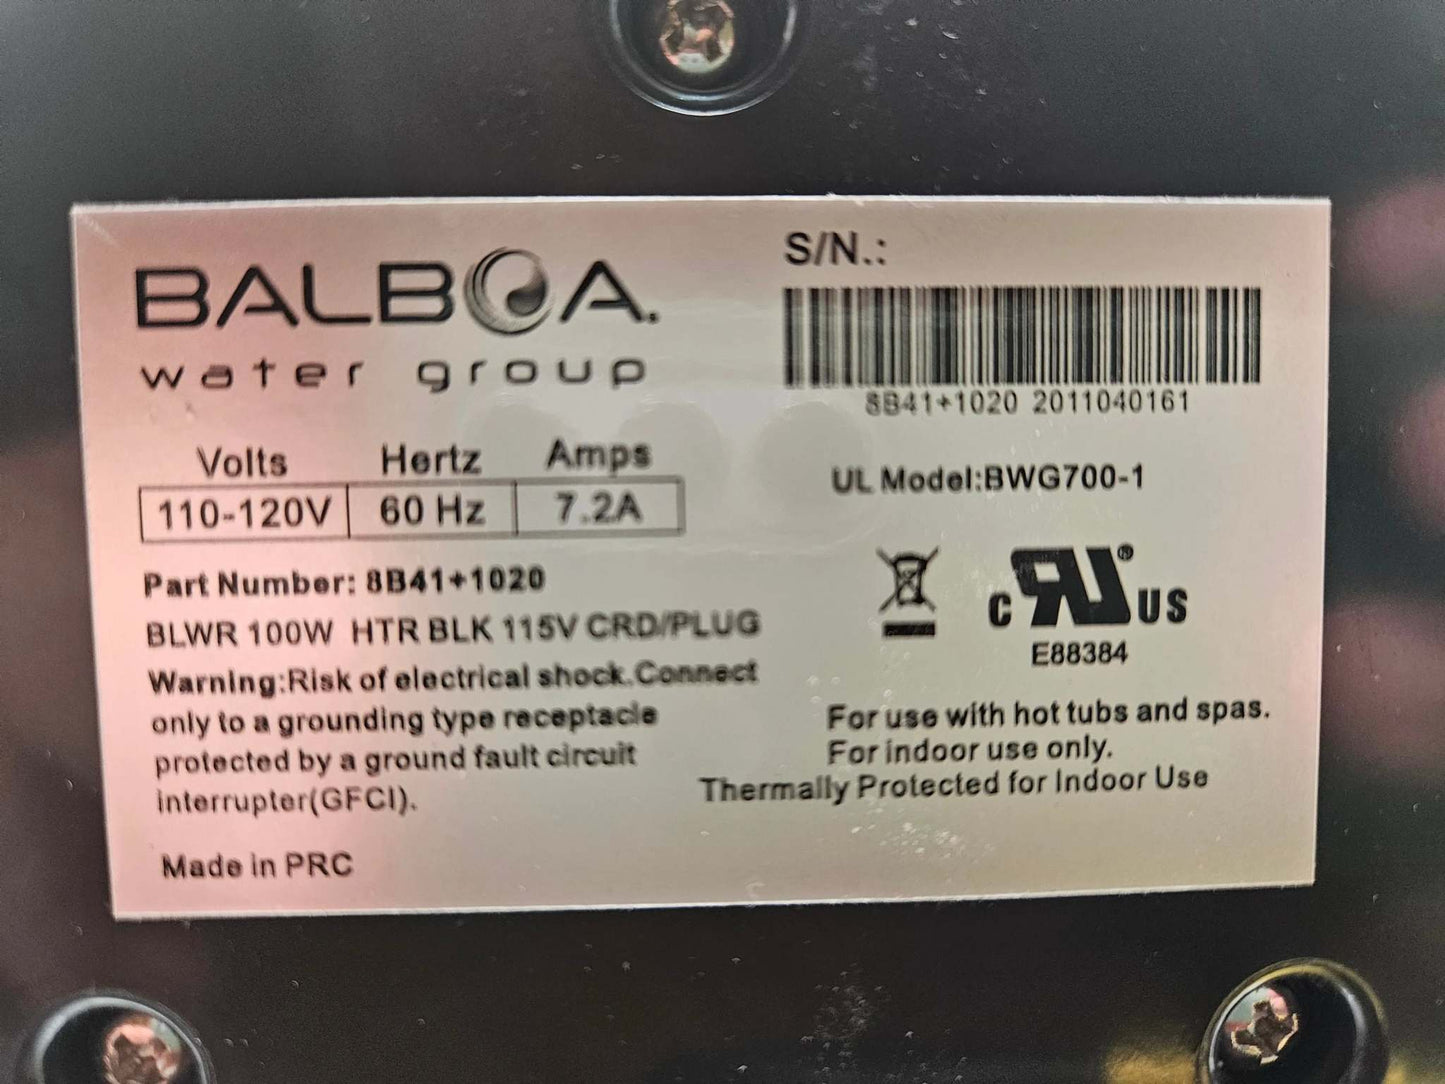 BALBOA.
water group
Volts Hertz Amps
110-120V 60 Hz 7.2A
Part Number: 8B41+1020
BLWR 100W HTR BLK 115V CRD/PLUG
Warning:Risk of electrical shock.Connect
only to a grounding type receptacle
protected by a ground fault circuit
interrupter(GFCI).
Made in PRC
S/N.:
8B41+1020 2011040161
UL Model:BWG700-1
c RU® US
E88384
For use with hot tubs and spas.
For indoor use only.
Thermally Protected for Indoor Use